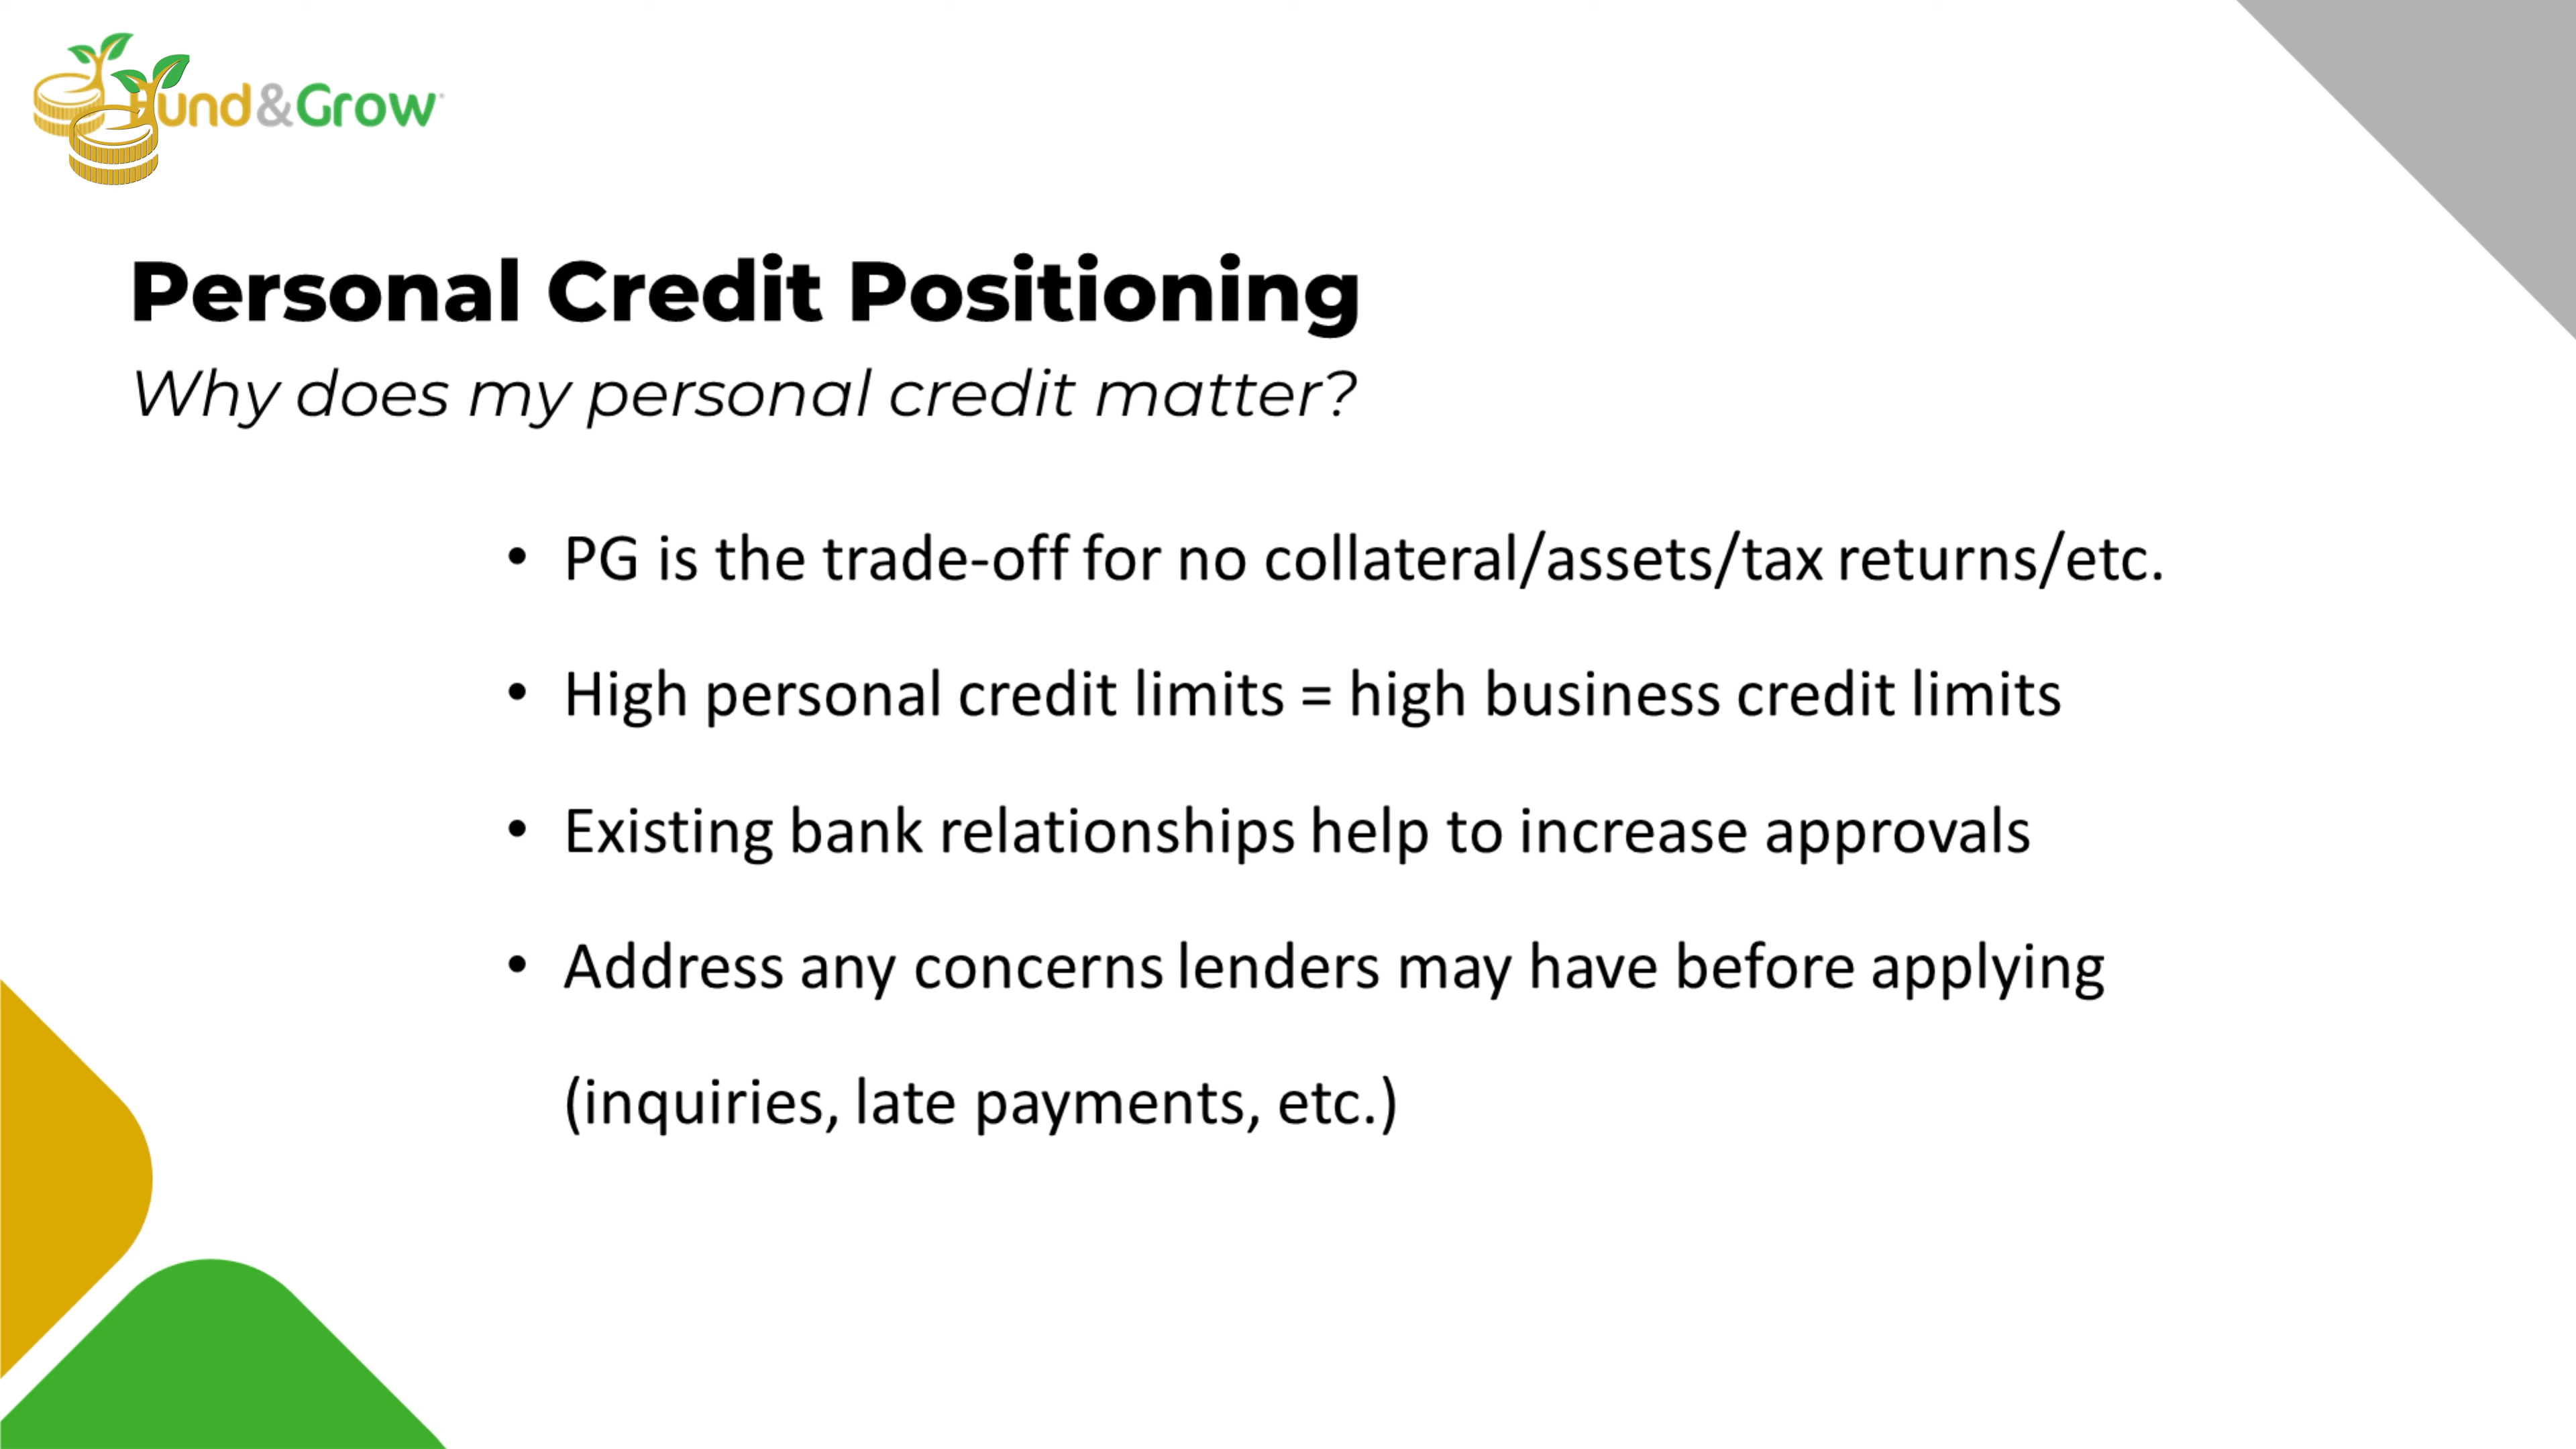 Fund&Grow
Personal Credit Positioning
Why does my personal credit matter?
• PG is the trade-off for no collateral/assets/tax returns/etc.
• High personal credit limits = high business credit limits
• Existing bank relationships help to increase approvals
• Address any concerns lenders may have before applying
(inquiries, late payments, etc.)